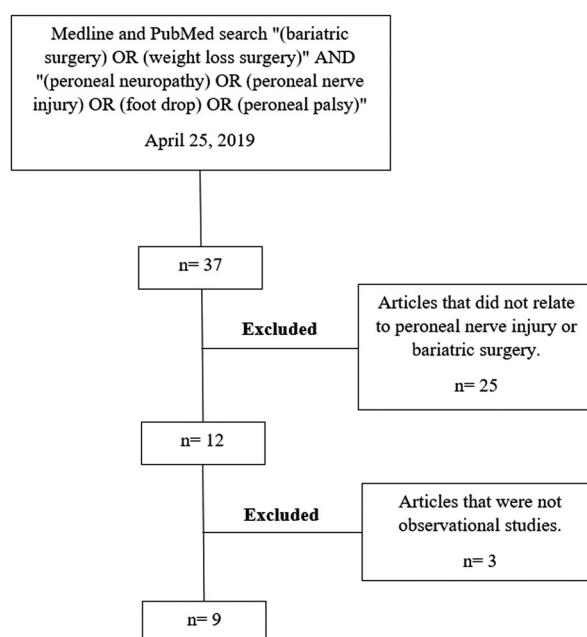 Medline and PubMed search "(bariatric
surgery) OR (weight loss surgery)" AND
"(peroneal neuropathy) OR (peroneal nerve
injury) OR (foot drop) OR (peroneal palsy)"
April 25, 2019
n= 37
Excluded
Articles that did not relate
to peroneal nerve injury or
bariatric surgery.
n= 25
n= 12
Excluded
Articles that were not
observational studies.
n= 3
n= 9